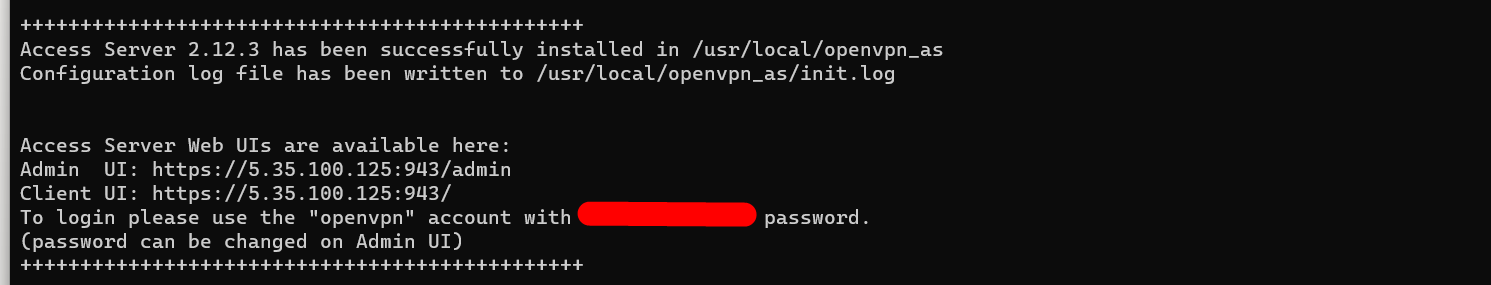 +++++++++++++++++++++++++++++++++++++++++++++++
Access Server 2.12.3 has been successfully installed in /usr/local/openvpn_as
Configuration log file has been written to /usr/local/openvpn_as/init.log
Access Server Web UIs are available here:
Admin  UI: https://5.35.100.125:943/admin
Client UI: https://5.35.100.125:943/
To login please use the "openvpn" account with password.
(password can be changed on Admin UI)
+++++++++++++++++++++++++++++++++++++++++++++++